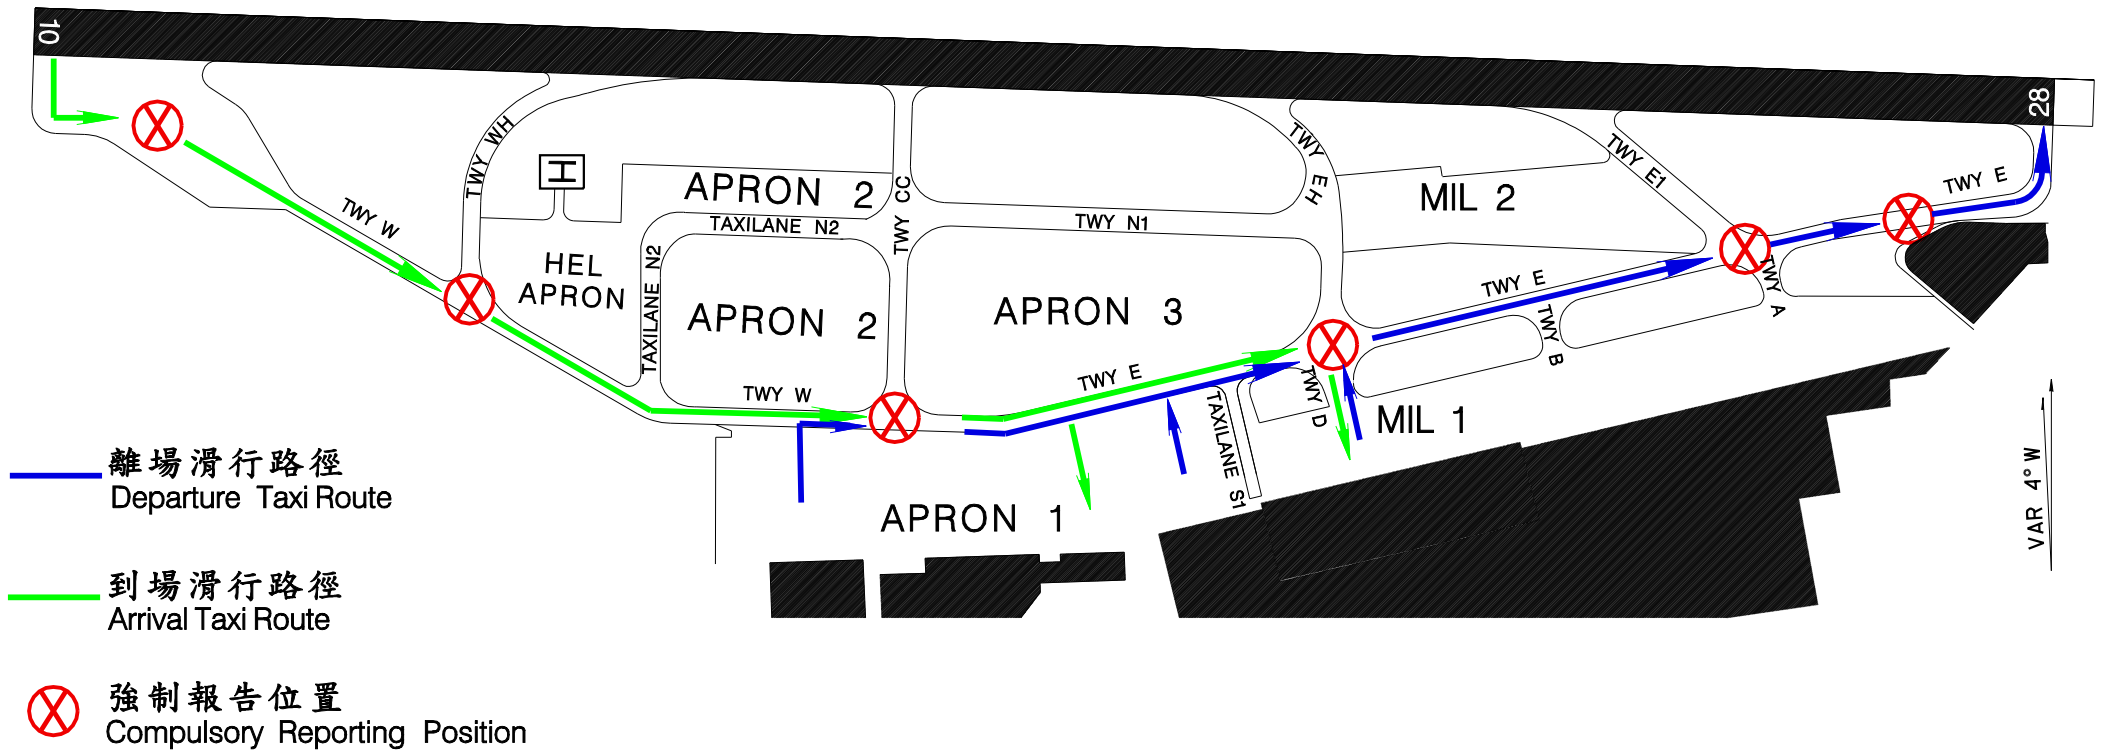 10
28
TWY WH
TWY W
H
HEL
APRON
APRON 2
TAXILANE N2
TAXILANE N2
APRON 2
TWY CC
TWY N1
APRON 3
TWY EH
MIL 2
TWY E1
TWY E
TWY E
TWY A
TWY B
TWY E
TWY D
TWY W
MIL 1
TAXILANE S1
APRON 1
VAR 4°W
離場滑行路徑
Departure Taxi Route
到場滑行路徑
Arrival Taxi Route
強制報告位置
Compulsory Reporting Position